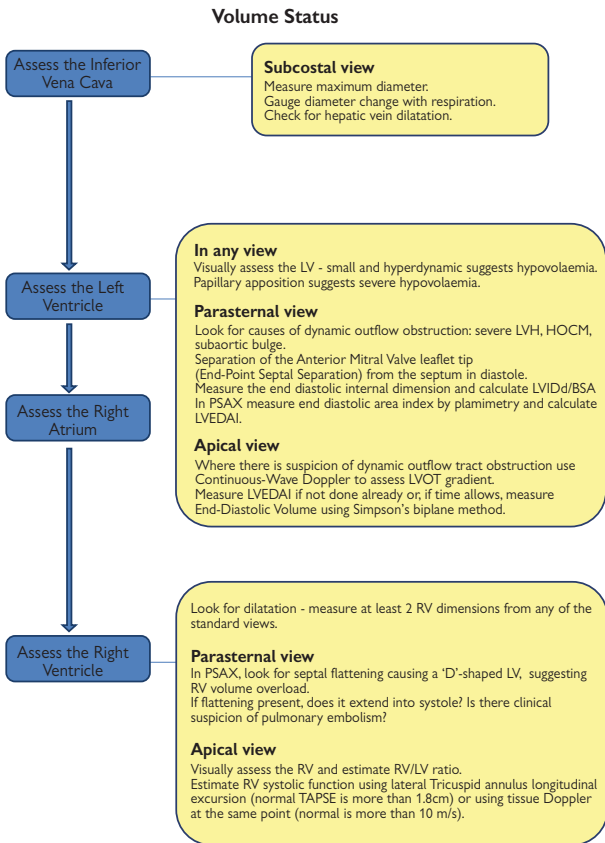 Volume Status
Assess the Inferior
Vena Cava
Subcostal view
Measure maximum diameter.
Gauge diameter change with respiration.
Check for hepatic vein dilatation.
Assess the Left
Ventricle
In any view
Visually assess the LV - small and hyperdynamic suggests hypovolaemia.
Papillary apposition suggests severe hypovolaemia.
Parasternal view
Look for causes of dynamic outflow obstruction: severe LVH, HOCM,
subaortic bulge.
Separation of the Anterior Mitral Valve leaflet tip
(End-Point Septal Separation) from the septum in diastole.
Measure the end diastolic internal dimension and calculate LVIDd/BSA
In PSAX measure end diastolic area index by plamimetry and calculate
LVEDAI.
Apical view
Where there is suspicion of dynamic outflow tract obstruction use
Continuous-Wave Doppler to assess LVOT gradient.
Measure LVEDAI if not done already or, if time allows, measure
End-Diastolic Volume using Simpson's biplane method.
Assess the Right
Atrium
Assess the Right
Ventricle
Look for dilatation - measure at least 2 RV dimensions from any of the
standard views.
Parasternal view
In PSAX, look for septal flattening causing a 'D'-shaped LV, suggesting
RV volume overload.
If flattening present, does it extend into systole? Is there clinical
suspicion of pulmonary embolism?
Apical view
Visually assess the RV and estimate RV/LV ratio.
Estimate RV systolic function using lateral Tricuspid annulus longitudinal
excursion (normal TAPSE is more than 1.8cm) or using tissue Doppler
at the same point (normal is more than 10 m/s).